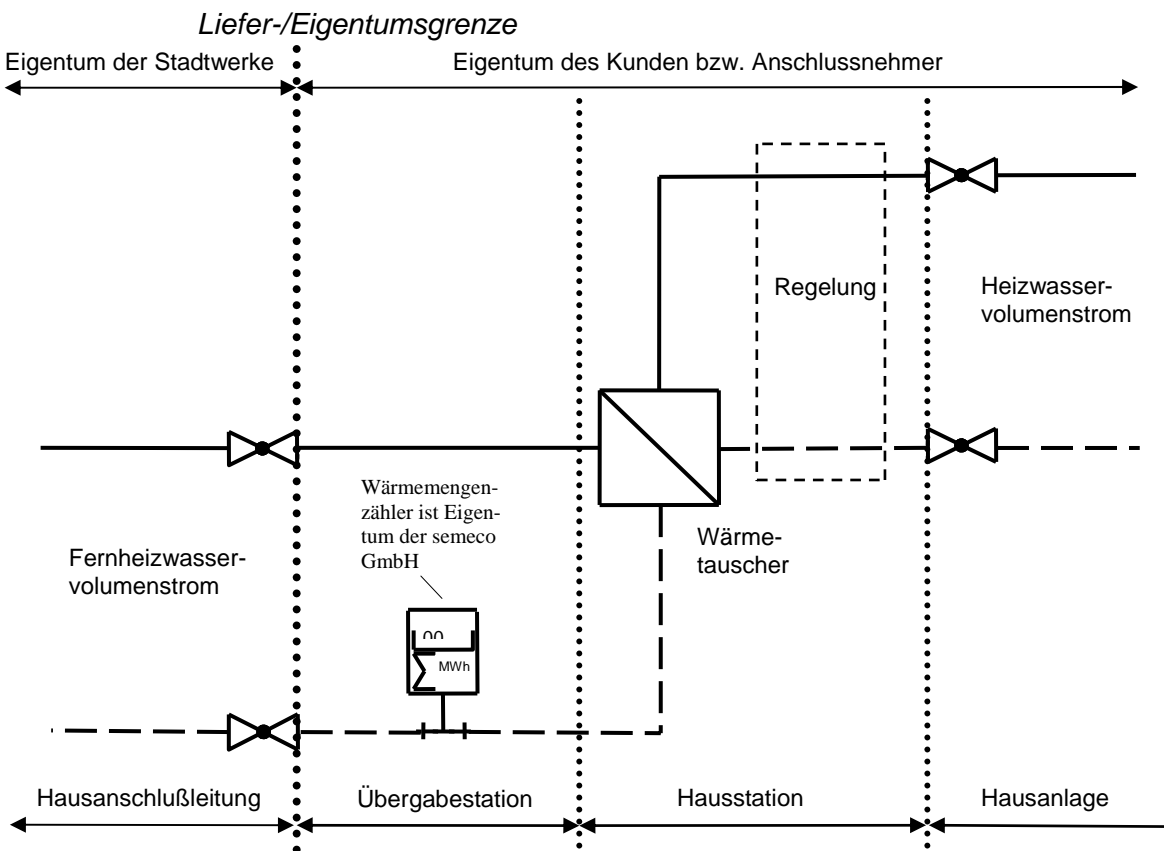 Liefer-/Eigentumsgrenze
Eigentum der Stadtwerke
Eigentum des Kunden bzw. Anschlussnehmer
Regelung
Heizwasser-
volumenstrom
Wärmemengen-
zähler ist Eigen-
tum der semeco
GmbH
Wärme-
tauscher
Fernheizwasser-
volumenstrom
00
MWh
Hausanschlußleitung
Übergabestation
Hausstation
Hausanlage